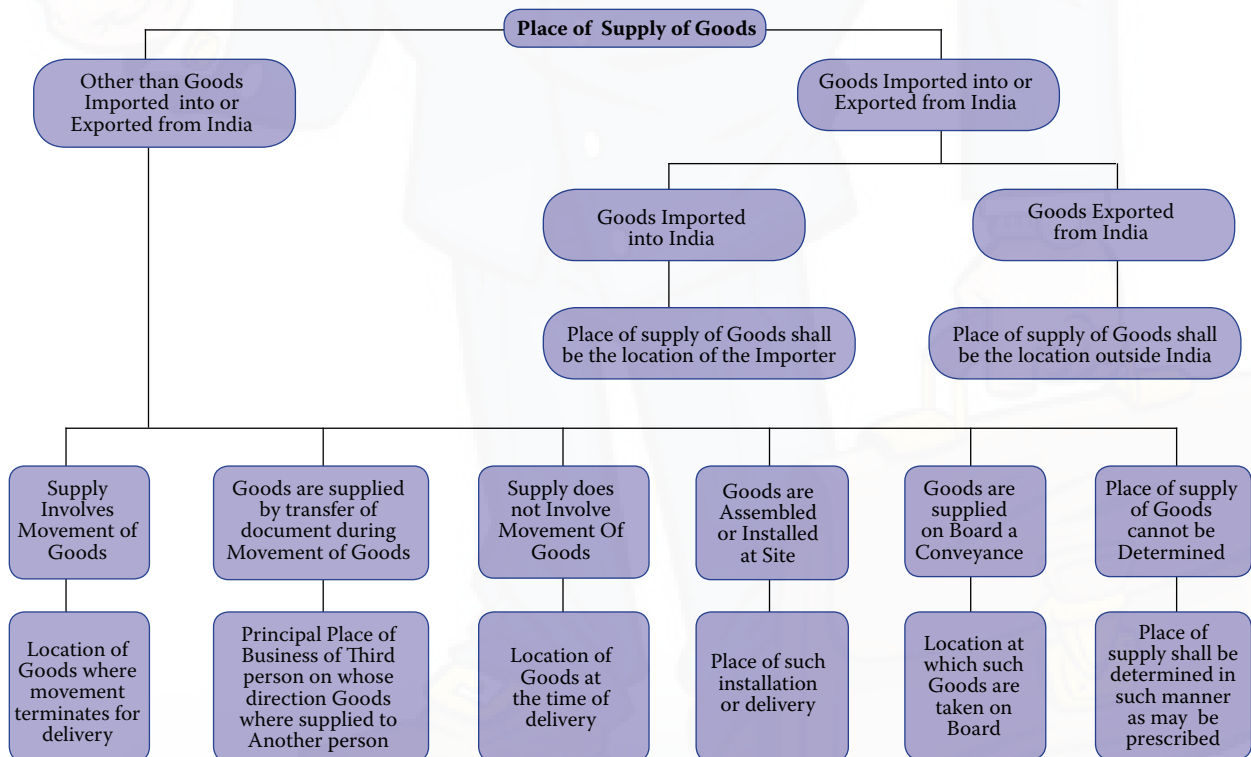 Place of Supply of Goods
Other than Goods
Imported into or
Exported from India
Goods Imported into or
Exported from India
Goods Imported
into India
Goods Exported
from India
Place of supply of Goods shall
be the location of the Importer
Place of supply of Goods shall
be the location outside India
Supply
Involves
Movement of
Goods
Goods are supplied
by transfer of
document during
Movement of Goods
Supply does
not Involve
Movement Of
Goods
Goods are
Assembled
or Installed
at Site
Goods are
supplied
on Board a
Conveyance
Place of supply
of Goods
cannot be
Determined
Location of
Goods where
movement
terminates for
delivery
Principal Place of
Business of Third
person on whose
direction Goods
where supplied to
Another person
Location of
Goods at
the time of
delivery
Place of such
installation
or delivery
Location at
which such
Goods are
taken on
Board
Place of
supply shall be
determined in
such manner
as may be
prescribed